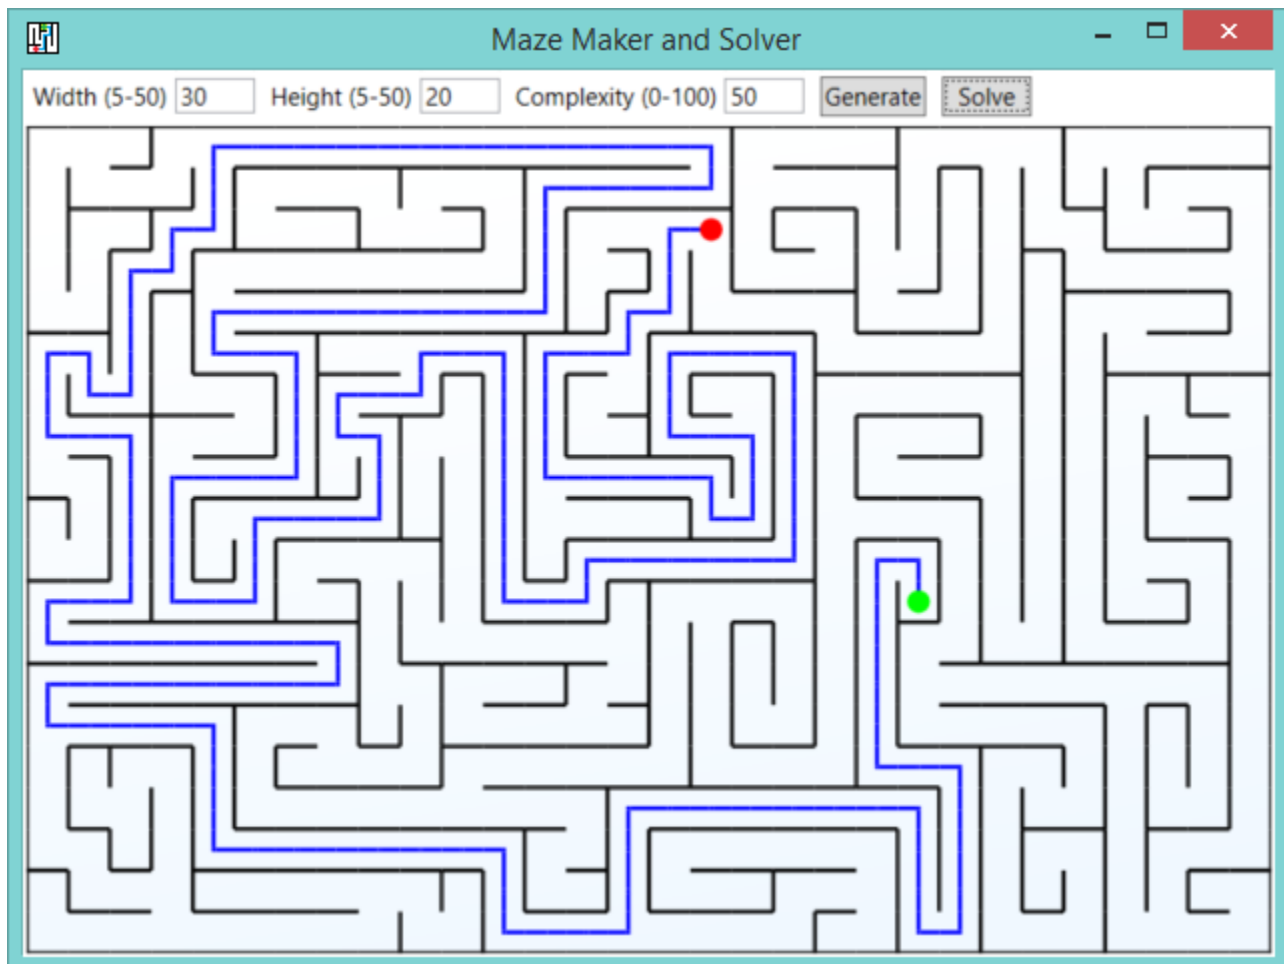 Maze Maker and Solver
Width (5-50) 30 Height (5-50) 20 Complexity (0-100) 50 Generate Solve